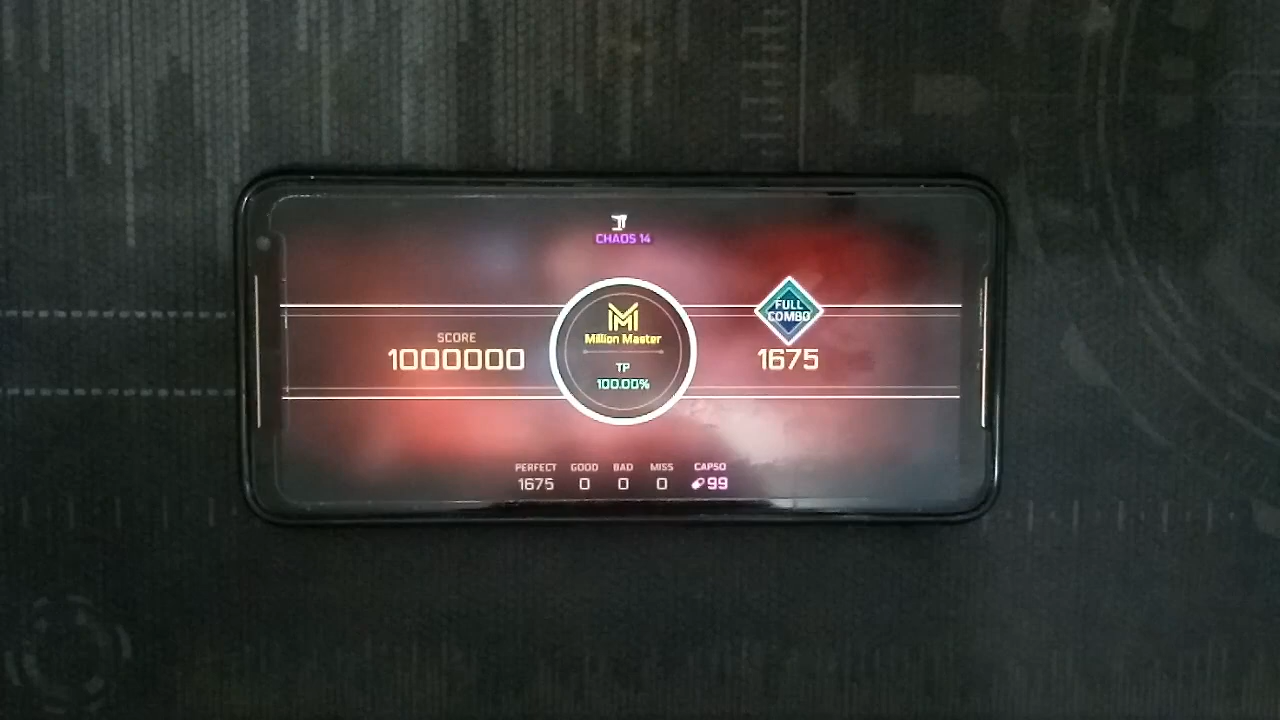 CHAOS 14
SCORE
1000000
Million Master
TP
100.00%
FULL
COMBO
1675
PERFECT GOOD BAD MISS CAPSO
1675 0 0 0 99